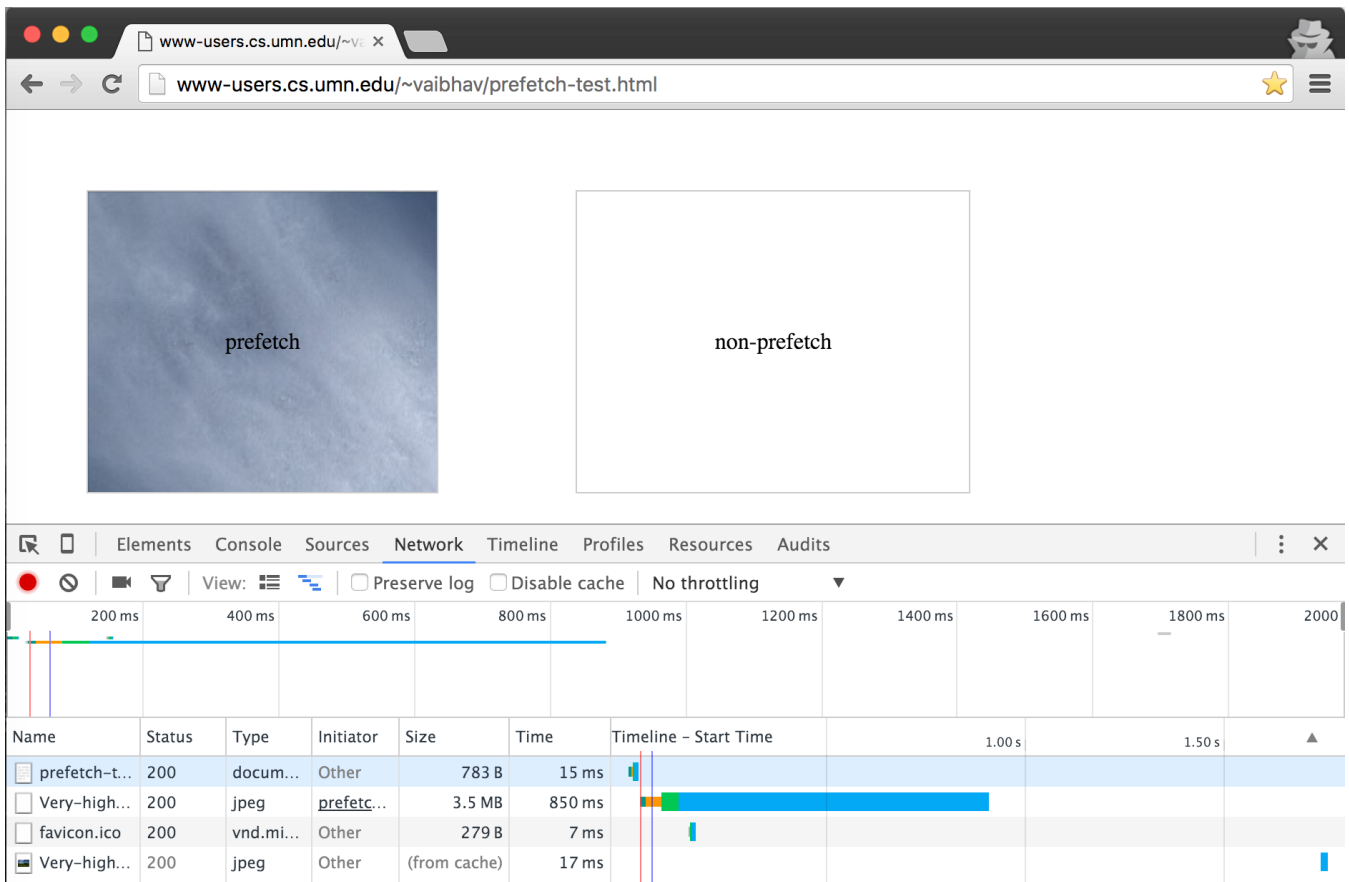 www-users.cs.umn.edu/~va
www-users.cs.umn.edu/~vaibhav/prefetch-test.html
prefetch non-prefetch
Elements Console Sources Network Timeline Profiles Resources Audits
View: Preserve log Disable cache No throttling
200 ms 400 ms 600 ms 800 ms 1000 ms 1200 ms 1400 ms 1600 ms 1800 ms 2000
Name Status Type Initiator Size Time Timeline – Start Time 1.00 s 1.50 s
prefetch-t... 200 docum... Other 783 B 15 ms
Very-high... 200 jpeg prefetc... 3.5 MB 850 ms
favicon.ico 200 vnd.mi... Other 279 B 7 ms
Very-high... 200 jpeg Other (from cache) 17 ms